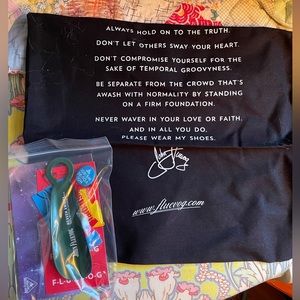 ALWAYS HOLD ON TO THE TRUTH.
DON'T LET OTHERS SWAY YOUR HEART.
DON'T COMPROMISE YOURSELF FOR THE
SAKE OF TEMPORAL GROOVYNESS.
BE SEPARATE FROM THE CROWD THAT'S
AWASH WITH NORMALITY BY STANDING
ON A FIRM FOUNDATION.
NEVER WAVER IN YOUR LOVE OR FAITH.
AND IN ALL YOU DO,
PLEASE WEAR MY SHOES.
www.fluevog.com